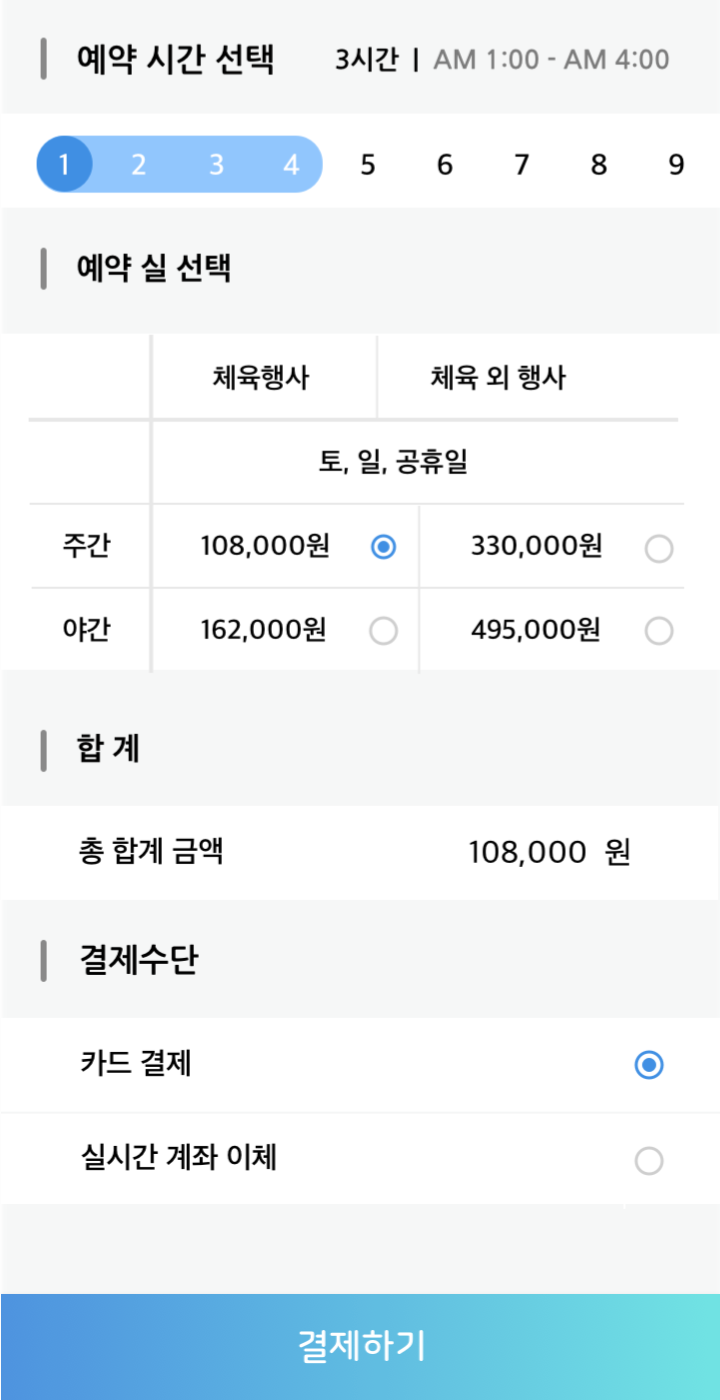 예약 시간 선택 3시간 | AM 1:00 - AM 4:00
1 2 3 4 5 6 7 8 9
예약 실 선택
체육행사 체육 외 행사
토, 일, 공휴일
주간 108,000원 330,000원
야간 162,000원 495,000원
합 계
총 합계 금액 108,000 원
결제수단
카드 결제
실시간 계좌 이체
결제하기